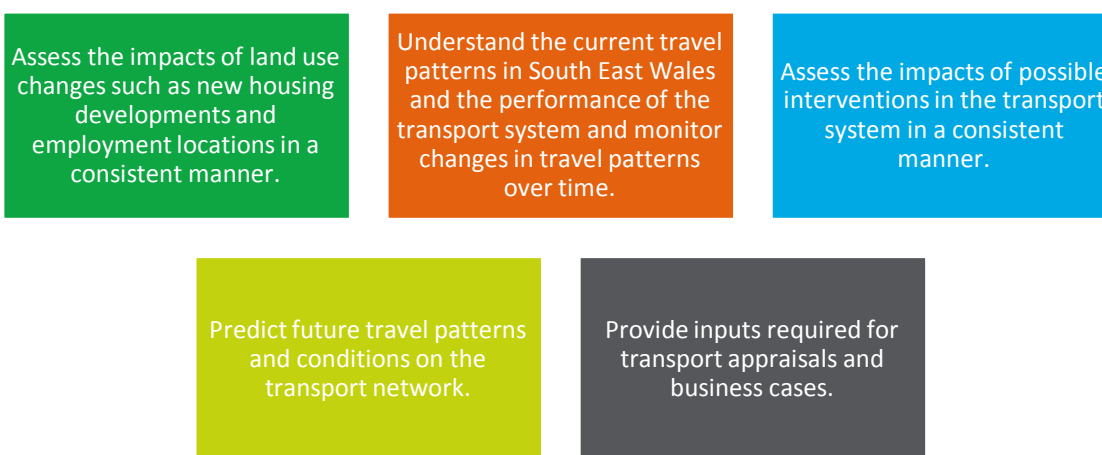 Assess the impacts of land use
changes such as new housing
developments and
employment locations in a
consistent manner.
Understand the current travel
patterns in South East Wales
and the performance of the
transport system and monitor
changes in travel patterns
over time.
Assess the impacts of possible
interventions in the transport
system in a consistent
manner.
Predict future travel patterns
and conditions on the
transport network.
Provide inputs required for
transport appraisals and
business cases.